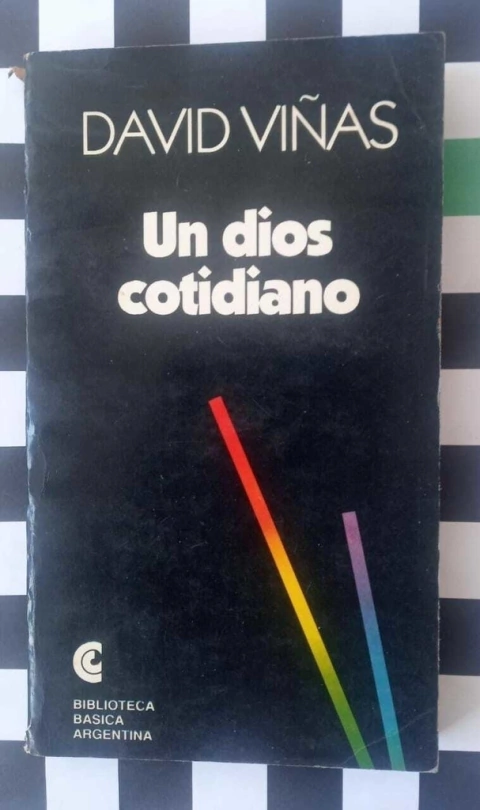 DAVID VIÑAS
Un dios
cotidiano
BIBLIOTECA
BASICA
ARGENTINA